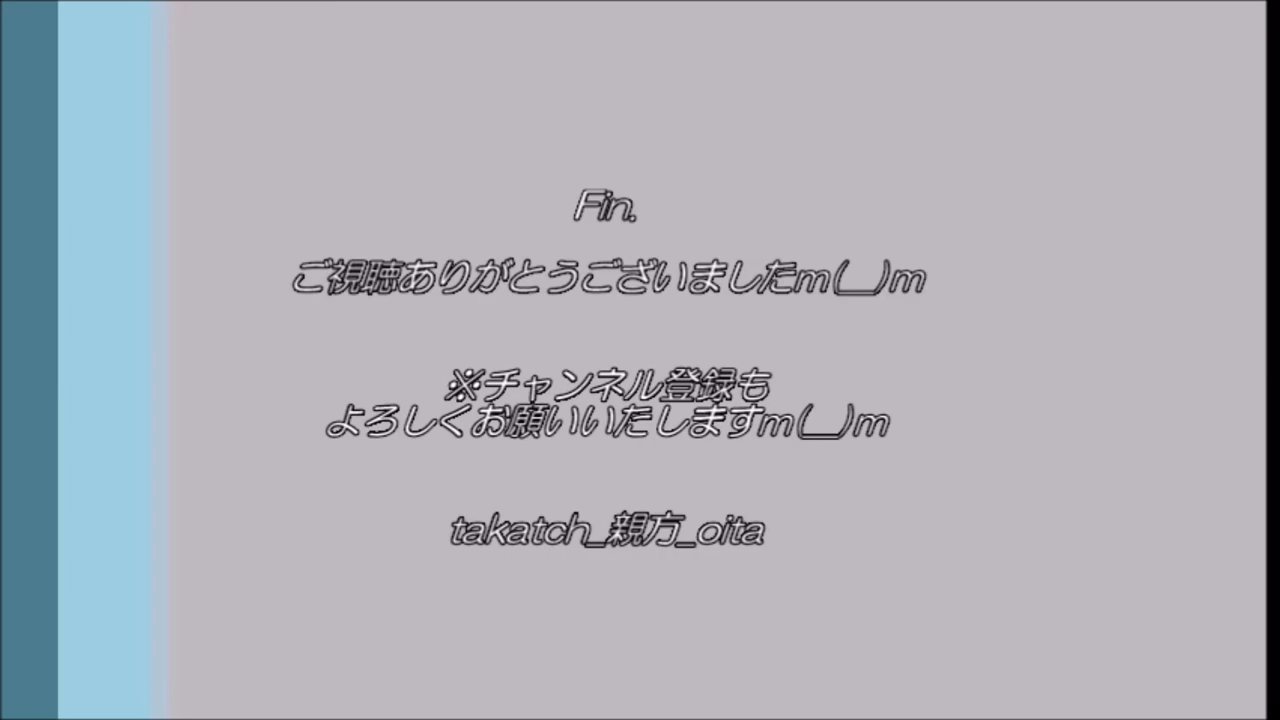 Fin.
ご視聴ありがとうございましたm(__)m
※チャンネル登録も
よろしくお願いいたしますm(__)m
takatch_親方_oita